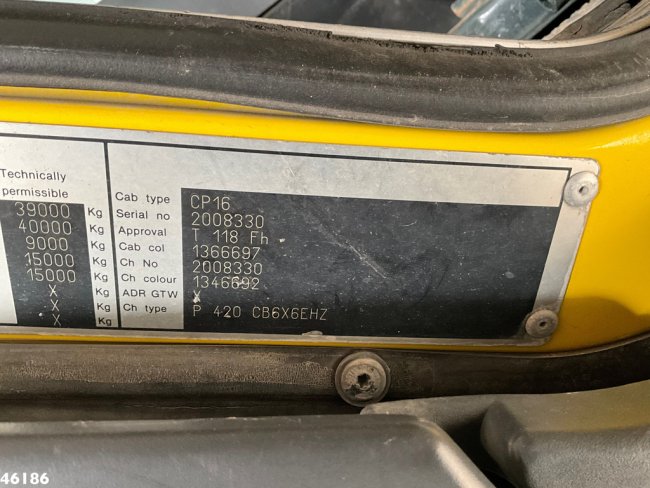 Technically
permissible
39000 Kg
40000 Kg
9000 Kg
15000 Kg
15000 Kg
X Kg
X Kg
X Kg
Cab type CP16
Serial no 2008330
Approval T 118 Fh
Cab col 1366697
Ch No 2008330
Ch colour 1346692
ADR GTW X
Ch type P 420 CB6X6EHZ
46186